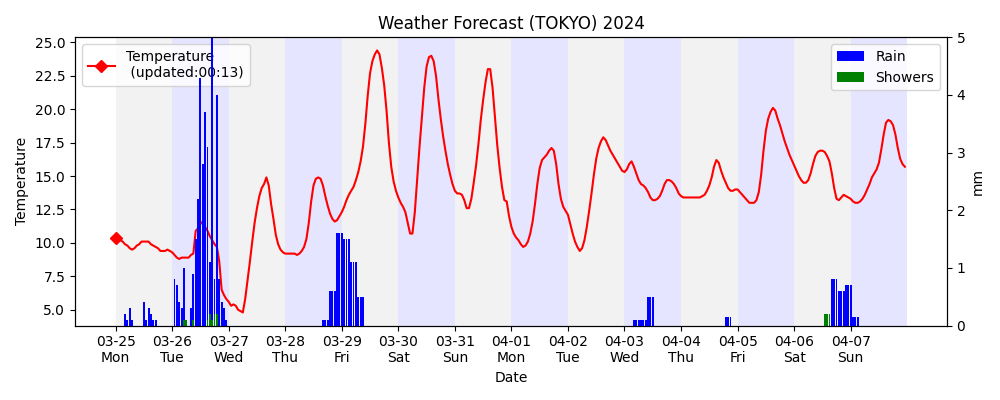 Weather Forecast (TOKYO) 2024
Temperature
(updated:00:13)
Rain
Showers
25.0
22.5
20.0
17.5
15.0
12.5
10.0
7.5
5.0
Temperature
5
4
3
2
1
0
mm
03-25 03-26 03-27 03-28 03-29 03-30 03-31 04-01 04-02 04-03 04-04 04-05 04-06 04-07
Mon Tue Wed Thu Fri Sat Sun Mon Tue Wed Thu Fri Sat Sun
Date